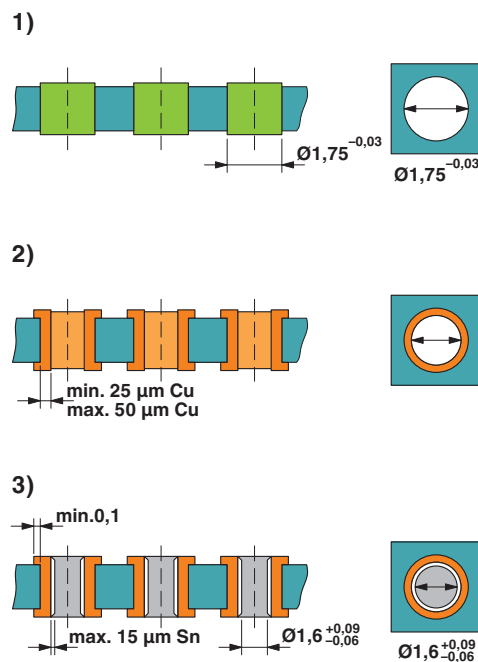 1)
Ø1,75 –0,03
Ø1,75 –0,03
2)
min. 25 µm Cu
max. 50 µm Cu
3)
min.0,1
max. 15 µm Sn
Ø1,6 +0,09 –0,06
Ø1,6 +0,09 –0,06